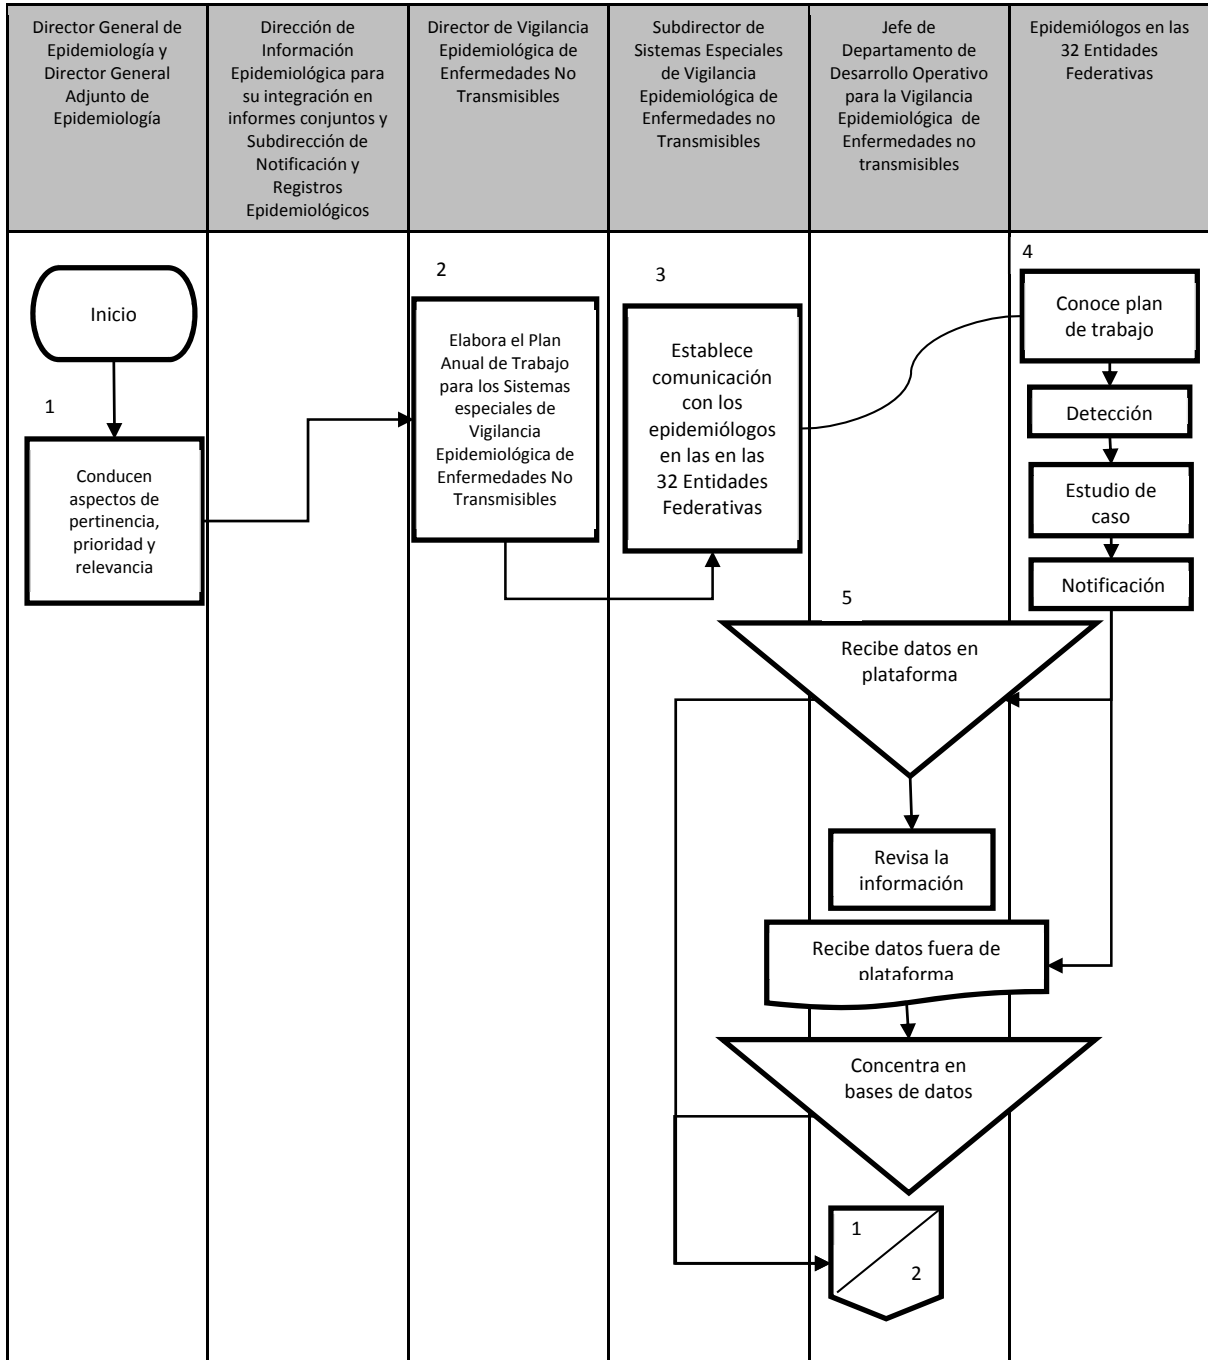 Director General de
Epidemiología y
Director General
Adjunto de
Epidemiología
Dirección de
Información
Epidemiológica para
su integración en
informes conjuntos y
Subdirección de
Notificación y
Registros
Epidemiológicos
Director de Vigilancia
Epidemiológica de
Enfermedades No
Transmisibles
Subdirector de
Sistemas Especiales
de Vigilancia
Epidemiológica de
Enfermedades no
Transmisibles
Jefe de
Departamento de
Desarrollo Operativo
para la Vigilancia
Epidemiológica de
Enfermedades no
transmisibles
Epidemiólogos en las
32 Entidades
Federativas
Inicio
1
Conducen
aspectos de
pertinencia,
prioridad y
relevancia
2
Elabora el Plan
Anual de Trabajo
para los Sistemas
especiales de
Vigilancia
Epidemiológica de
Enfermedades No
Transmisibles
3
Establece
comunicación
con los
epidemiólogos
en las en las
32 Entidades
Federativas
4
Conoce plan
de trabajo
Detección
Estudio de
caso
Notificación
5
Recibe datos en
plataforma
Revisa la
información
Recibe datos fuera de
plataforma
Concentra en
bases de datos
1
2